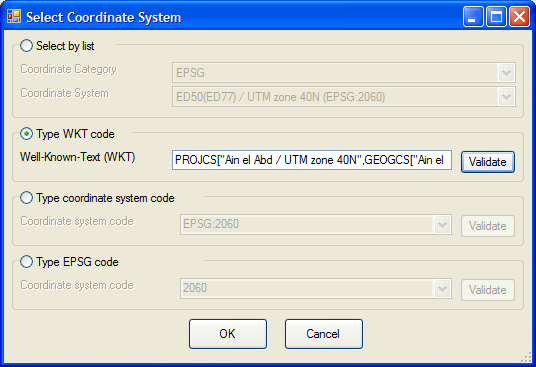 Select Coordinate System
Select by list
Coordinate Category EPSG
Coordinate System ED50(ED77) / UTM zone 40N (EPSG:2060)
Type WKT code
Well-Known-Text (WKT) PROJCS["Ain el Abd / UTM zone 40N",GEOGCS["Ain el Validate
Type coordinate system code
Coordinate system code EPSG:2060 Validate
Type EPSG code
Coordinate system code 2060 Validate
OK Cancel